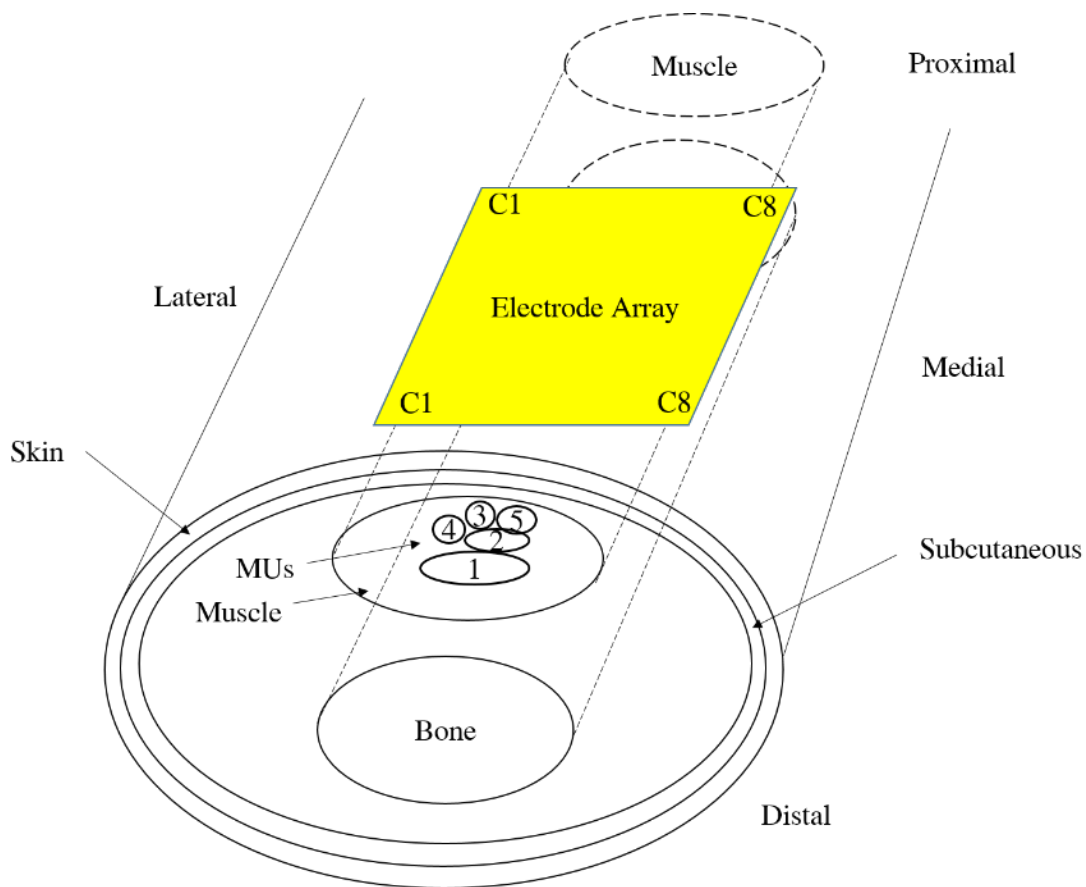 Muscle
Proximal
C1
C8
Lateral
Electrode Array
Medial
C1
C8
Skin
3
5
4
2
Subcutaneous
MUs
1
Muscle
Bone
Distal